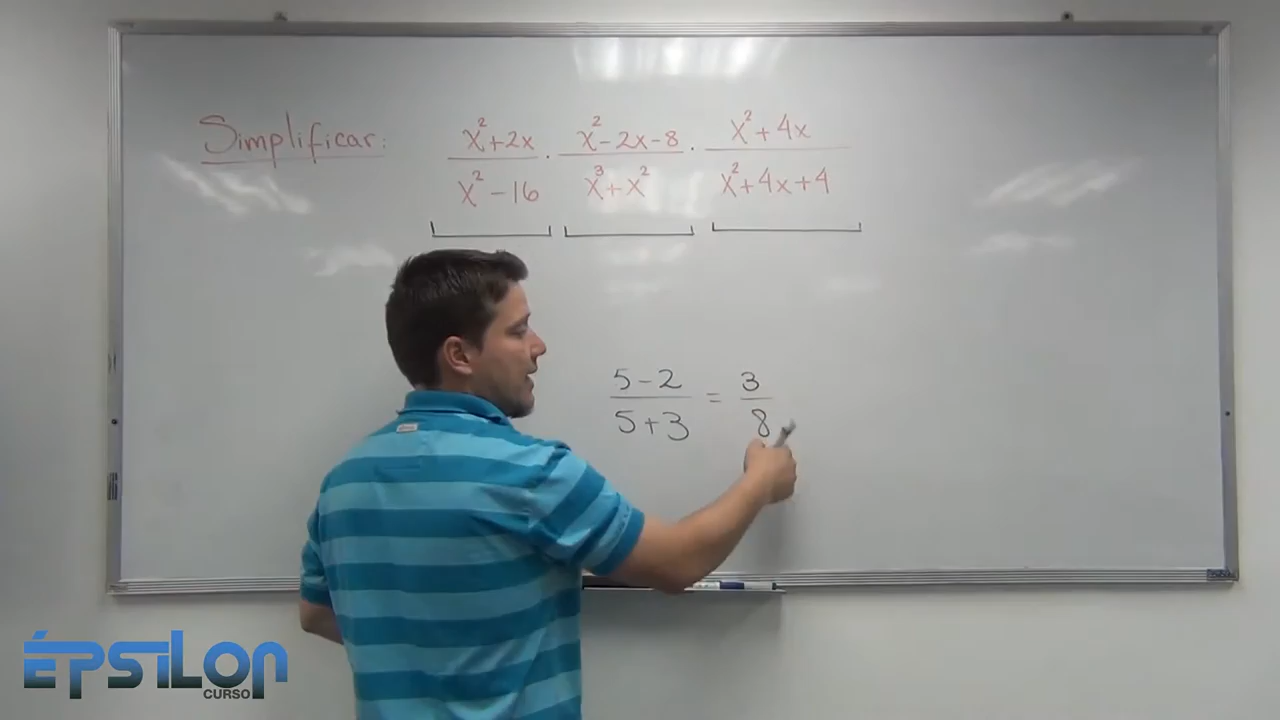 Simplificar: x²+2x / x²-16 · x²-2x-8 / x³+x² · x²+4x / x²+4x+4
5-2 / 5+3 = 3 / 8
ÉPSILON
CURSO